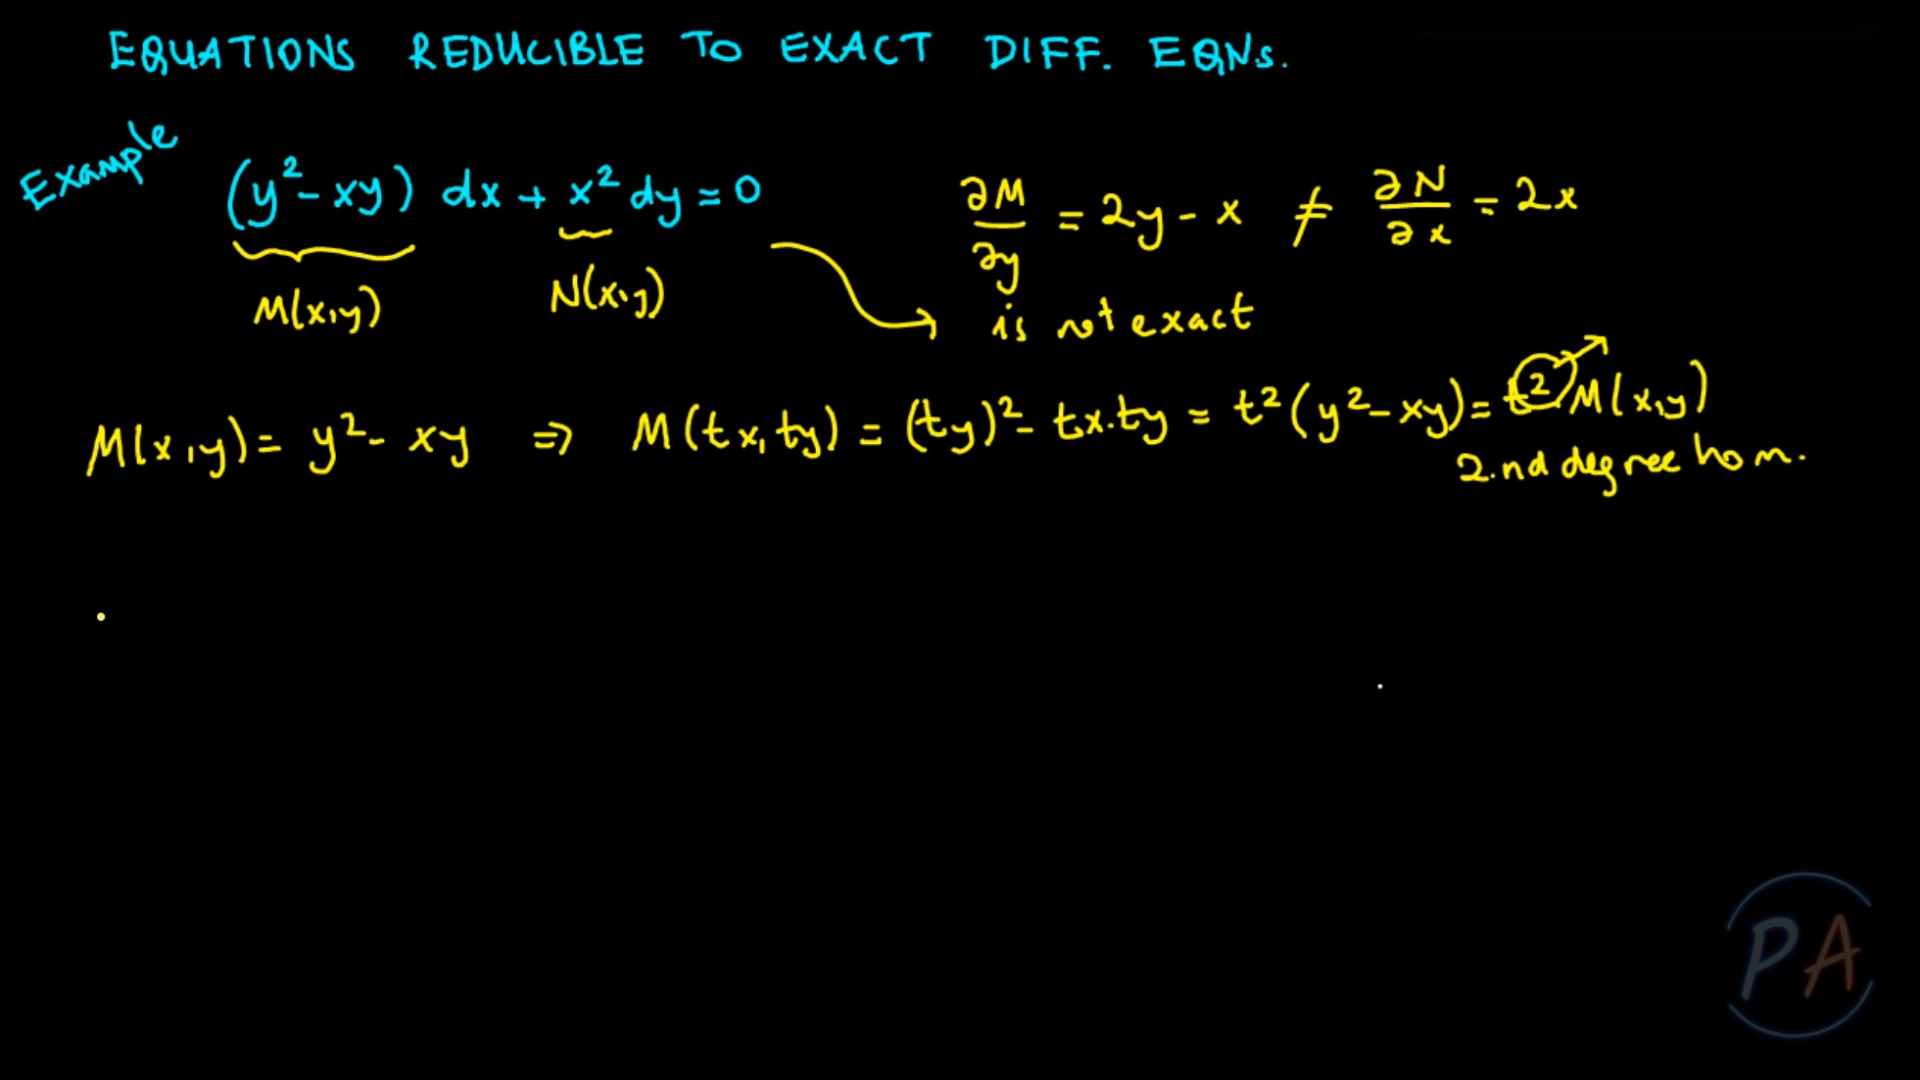 EQUATIONS REDUCIBLE TO EXACT DIFF. EQNs.
Example (y²-xy) dx + x² dy = 0 ∂M/∂y = 2y - x ≠ ∂N/∂x = 2x
M(x,y) N(x,y) is not exact
M(x,y) = y² - xy ⇒ M(tx,ty) = (ty)² - tx.ty = t²(y²-xy) = t² M(x,y)
2.nd degree hom.
PA